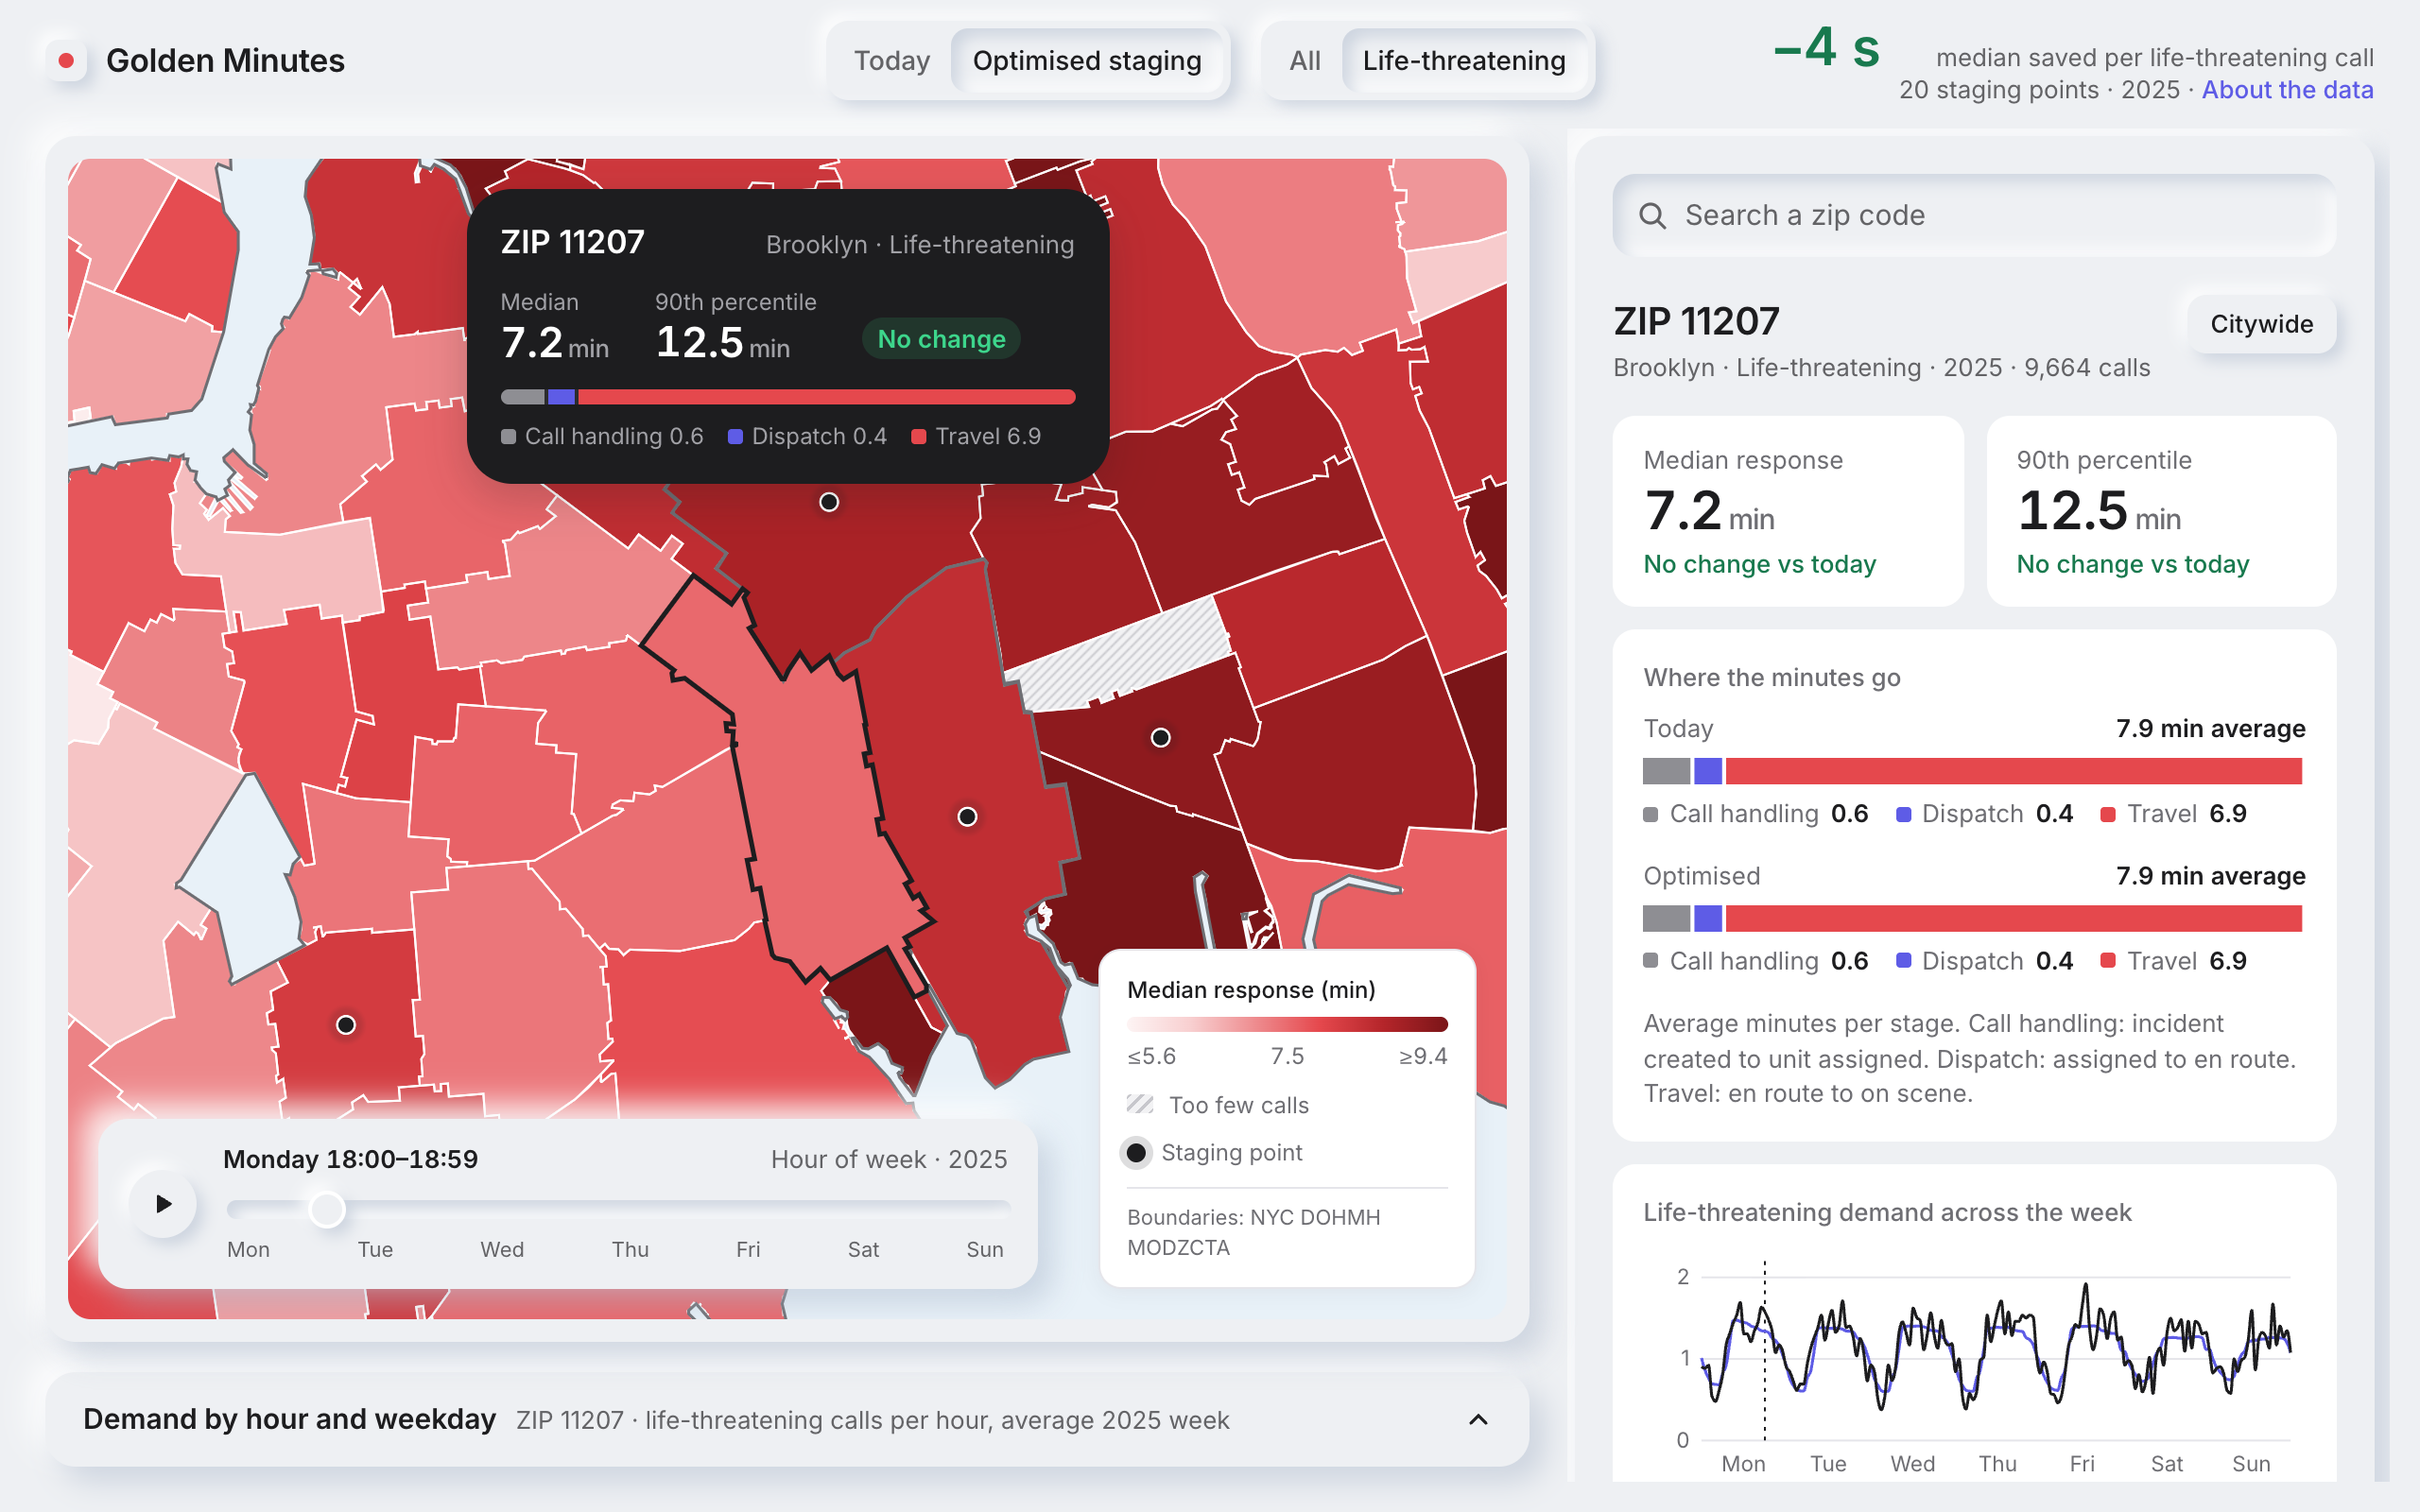 Golden Minutes
Today
Optimised staging
All
Life-threatening
−4 s
median saved per life-threatening call
20 staging points · 2025 · About the data
ZIP 11207
Brooklyn · Life-threatening
Median
90th percentile
7.2 min
12.5 min
No change
Call handling 0.6
Dispatch 0.4
Travel 6.9
Median response (min)
≤5.6
7.5
≥9.4
Too few calls
Staging point
Boundaries: NYC DOHMH
MODZCTA
Monday 18:00–18:59
Hour of week · 2025
Mon
Tue
Wed
Thu
Fri
Sat
Sun
Demand by hour and weekday
ZIP 11207 · life-threatening calls per hour, average 2025 week
Search a zip code
ZIP 11207
Citywide
Brooklyn · Life-threatening · 2025 · 9,664 calls
Median response
7.2 min
No change vs today
90th percentile
12.5 min
No change vs today
Where the minutes go
Today
7.9 min average
Call handling 0.6
Dispatch 0.4
Travel 6.9
Optimised
7.9 min average
Call handling 0.6
Dispatch 0.4
Travel 6.9
Average minutes per stage. Call handling: incident
created to unit assigned. Dispatch: assigned to en route.
Travel: en route to on scene.
Life-threatening demand across the week
2
1
0
Mon
Tue
Wed
Thu
Fri
Sat
Sun